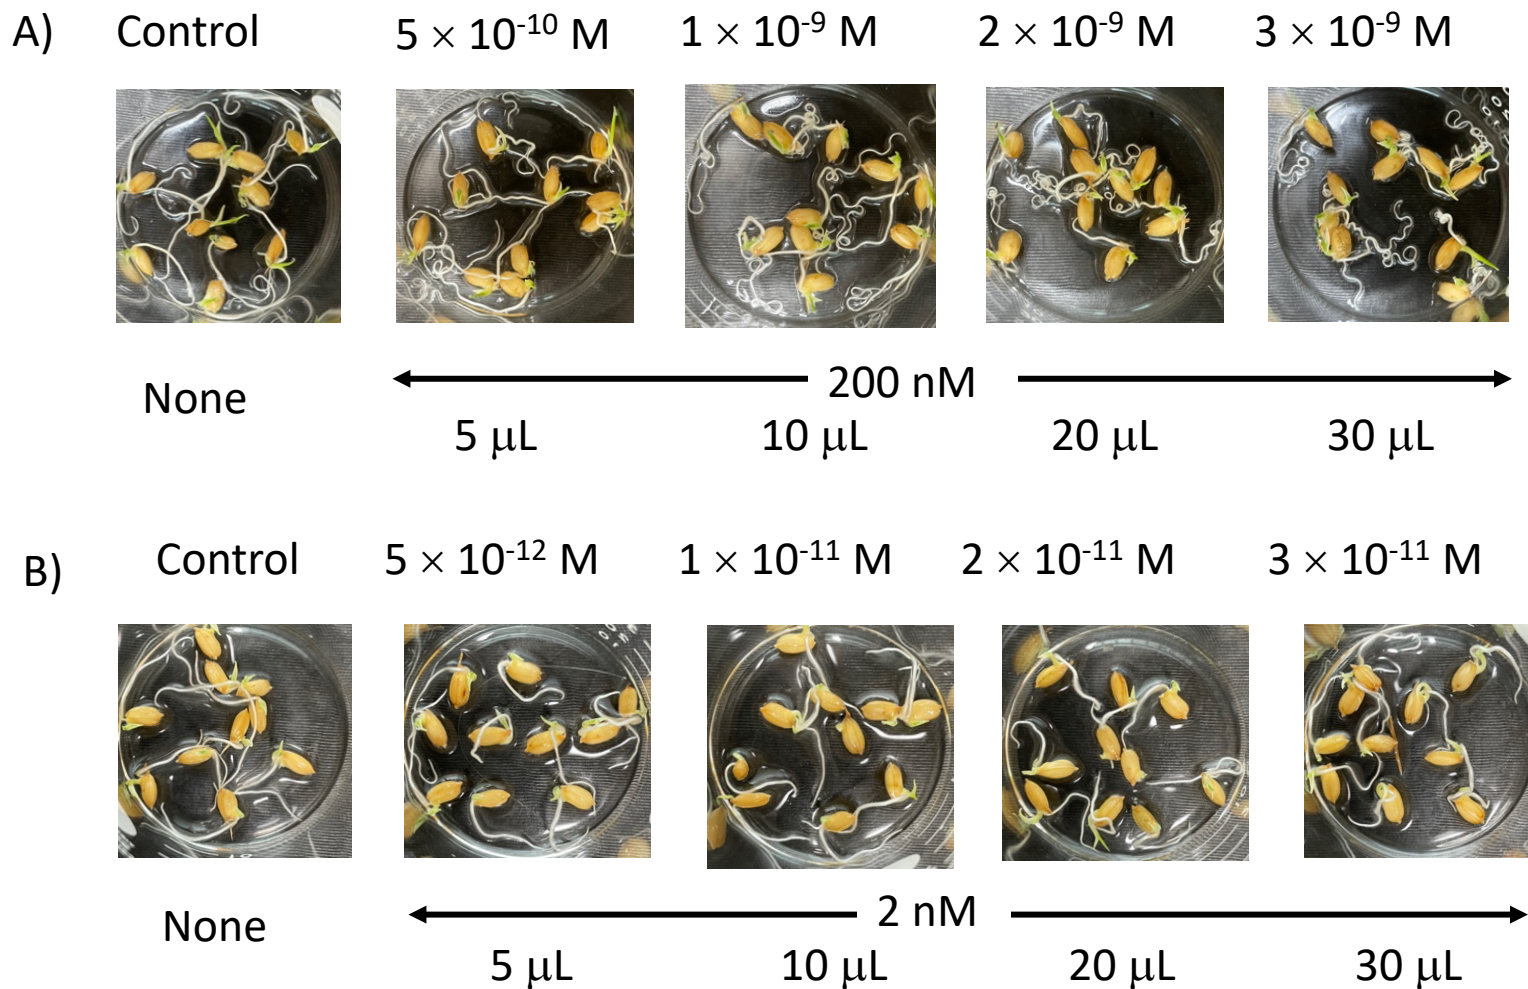 A) Control 5 × 10⁻¹⁰ M 1 × 10⁻⁹ M 2 × 10⁻⁹ M 3 × 10⁻⁹ M
None 200 nM
5 μL 10 μL 20 μL 30 μL
B) Control 5 × 10⁻¹² M 1 × 10⁻¹¹ M 2 × 10⁻¹¹ M 3 × 10⁻¹¹ M
None 2 nM
5 μL 10 μL 20 μL 30 μL